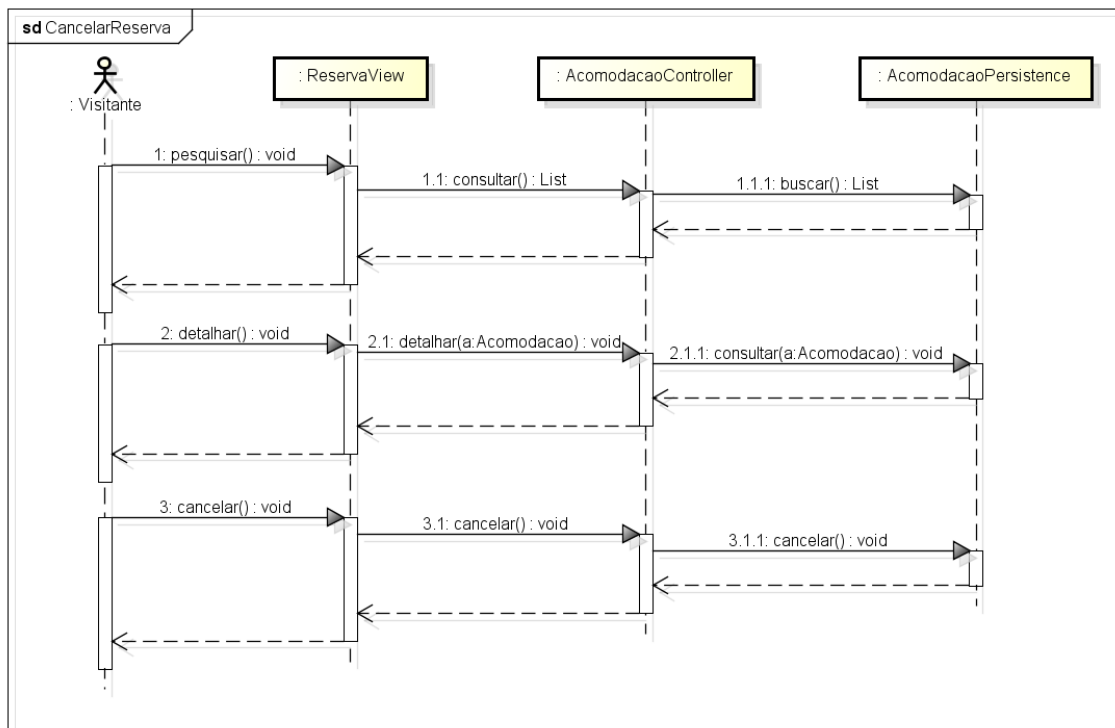 sd CancelarReserva
: Visitante
: ReservaView
: AcomodacaoController
: AcomodacaoPersistence
1: pesquisar() : void
1.1: consultar() : List
1.1.1: buscar() : List
2: detalhar() : void
2.1: detalhar(a:Acomodacao) : void
2.1.1: consultar(a:Acomodacao) : void
3: cancelar() : void
3.1: cancelar() : void
3.1.1: cancelar() : void